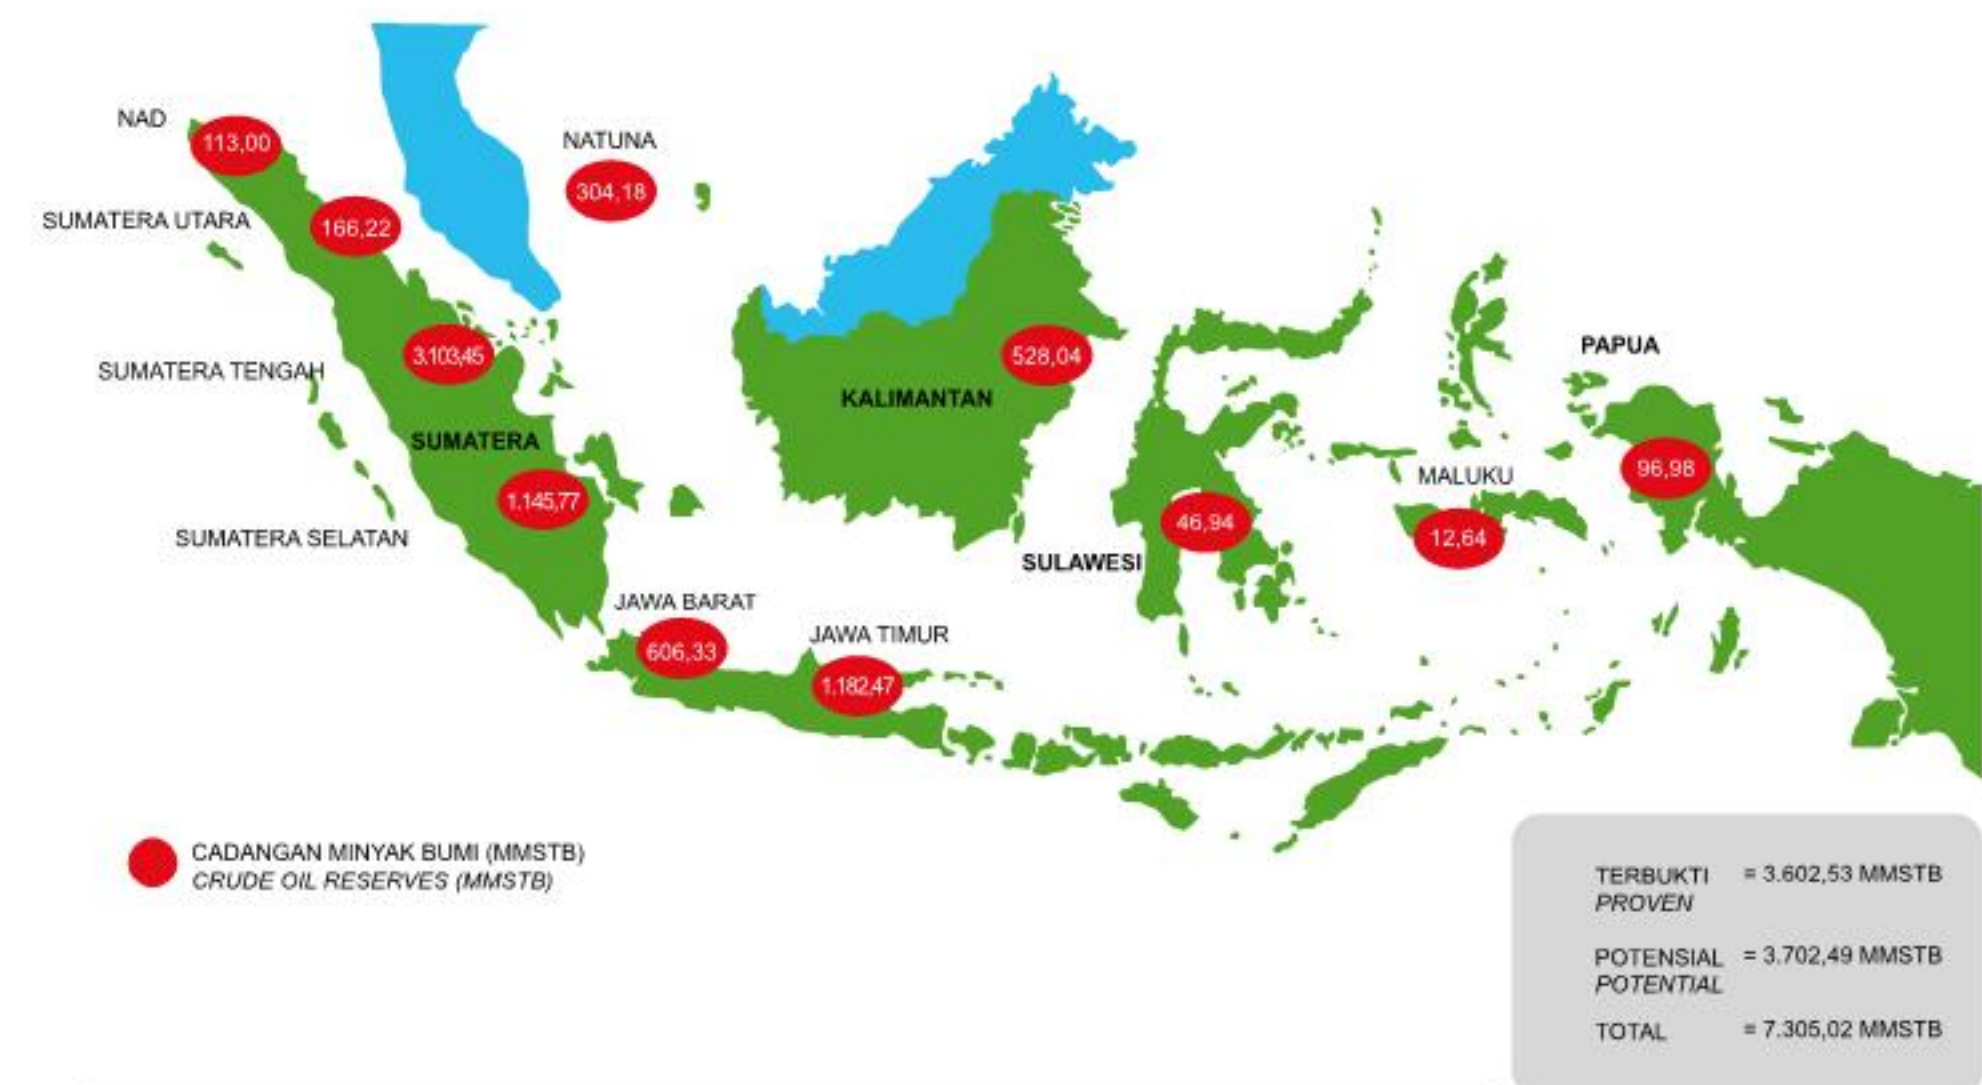 NAD
113,00
NATUNA
304,18
SUMATERA UTARA
166,22
SUMATERA TENGAH
3.103,45
KALIMANTAN
528,04
PAPUA
96,98
SUMATERA
1.145,77
SUMATERA SELATAN
SULAWESI
46,94
MALUKU
12,64
JAWA BARAT
606,33
JAWA TIMUR
1.182,47
CADANGAN MINYAK BUMI (MMSTB)
CRUDE OIL RESERVES (MMSTB)
TERBUKTI = 3.602,53 MMSTB
PROVEN
POTENSIAL = 3.702,49 MMSTB
POTENTIAL
TOTAL = 7.305,02 MMSTB